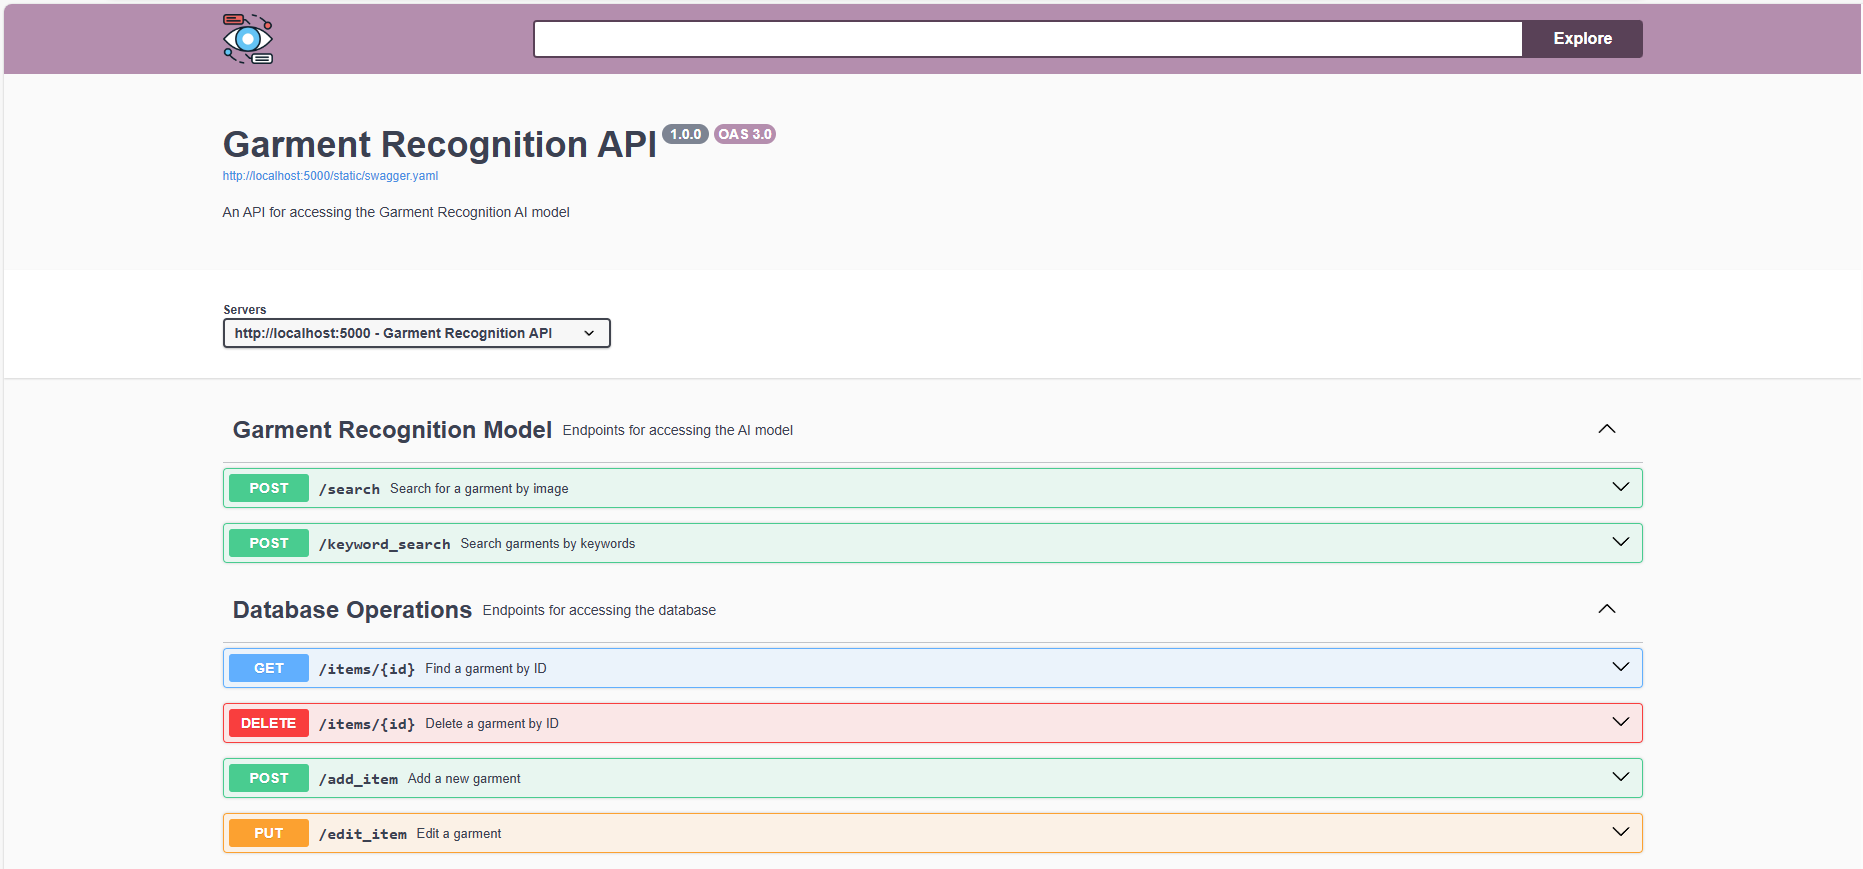 Explore
Garment Recognition API 1.0.0 OAS 3.0
http://localhost:5000/static/swagger.yaml
An API for accessing the Garment Recognition AI model
Servers
http://localhost:5000 - Garment Recognition API
Garment Recognition Model Endpoints for accessing the AI model
POST /search Search for a garment by image
POST /keyword_search Search garments by keywords
Database Operations Endpoints for accessing the database
GET /items/{id} Find a garment by ID
DELETE /items/{id} Delete a garment by ID
POST /add_item Add a new garment
PUT /edit_item Edit a garment